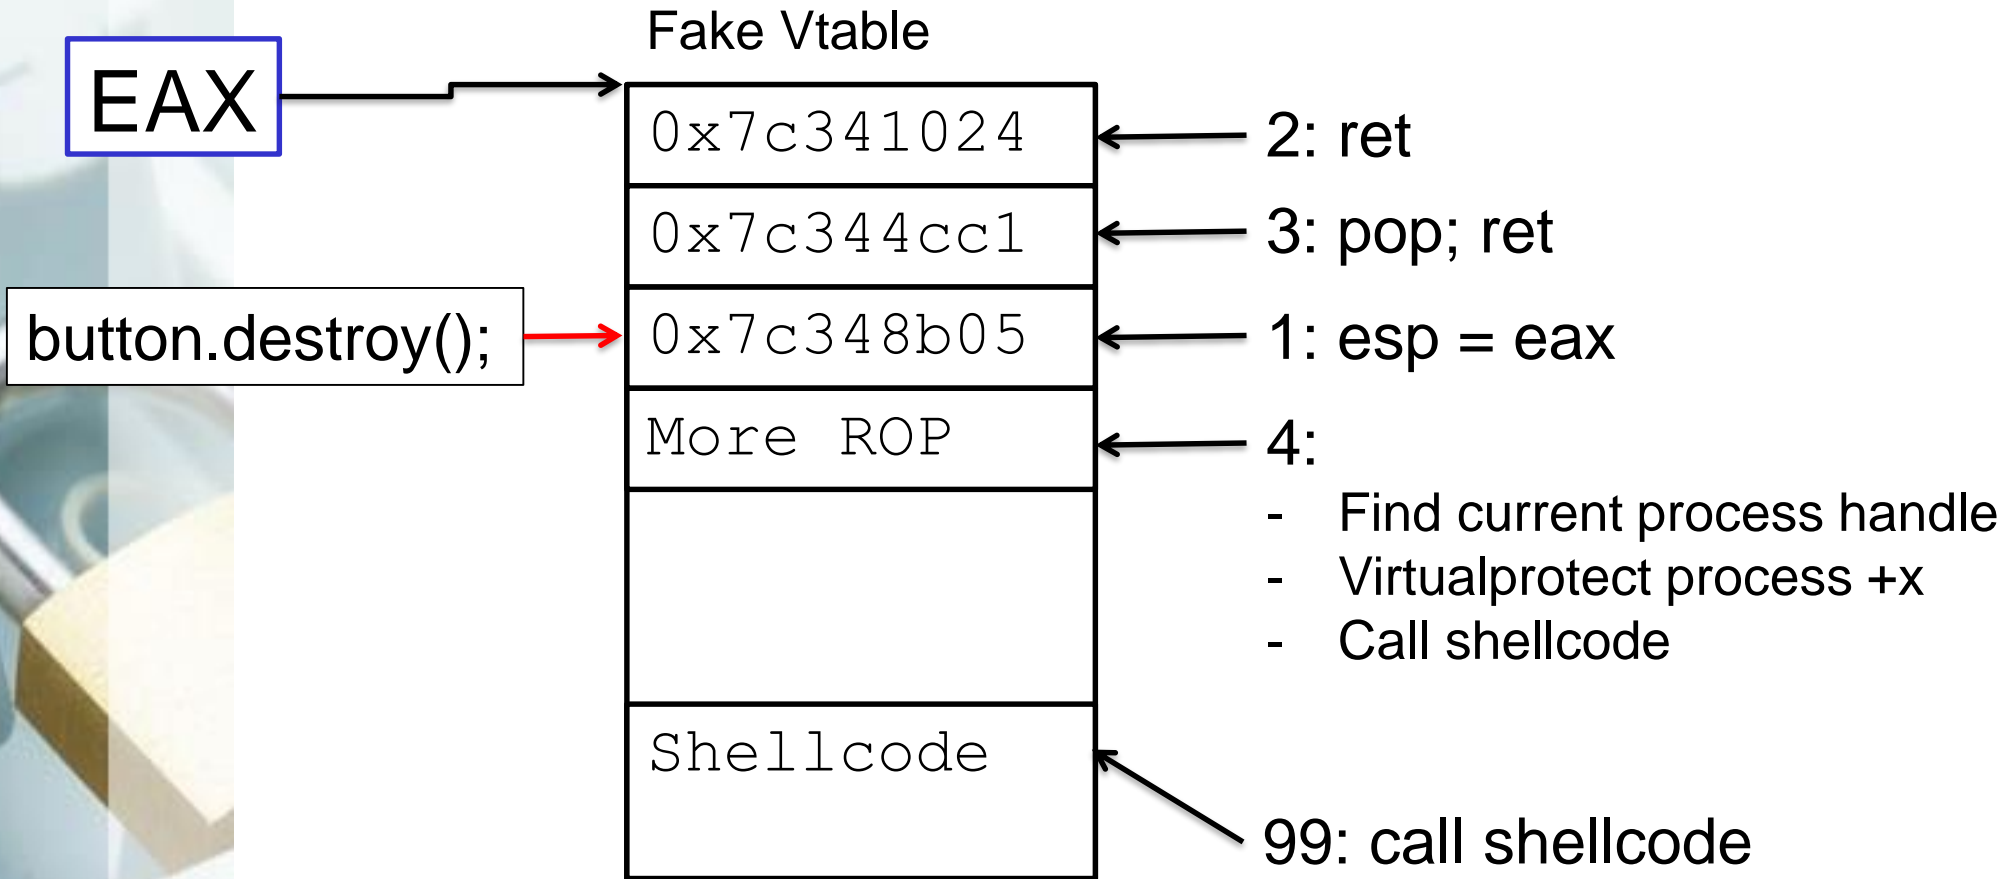 Fake Vtable
EAX
0x7c341024
2: ret
0x7c344cc1
3: pop; ret
button.destroy();
0x7c348b05
1: esp = eax
More ROP
4:
- Find current process handle
- Virtualprotect process +x
- Call shellcode
Shellcode
99: call shellcode